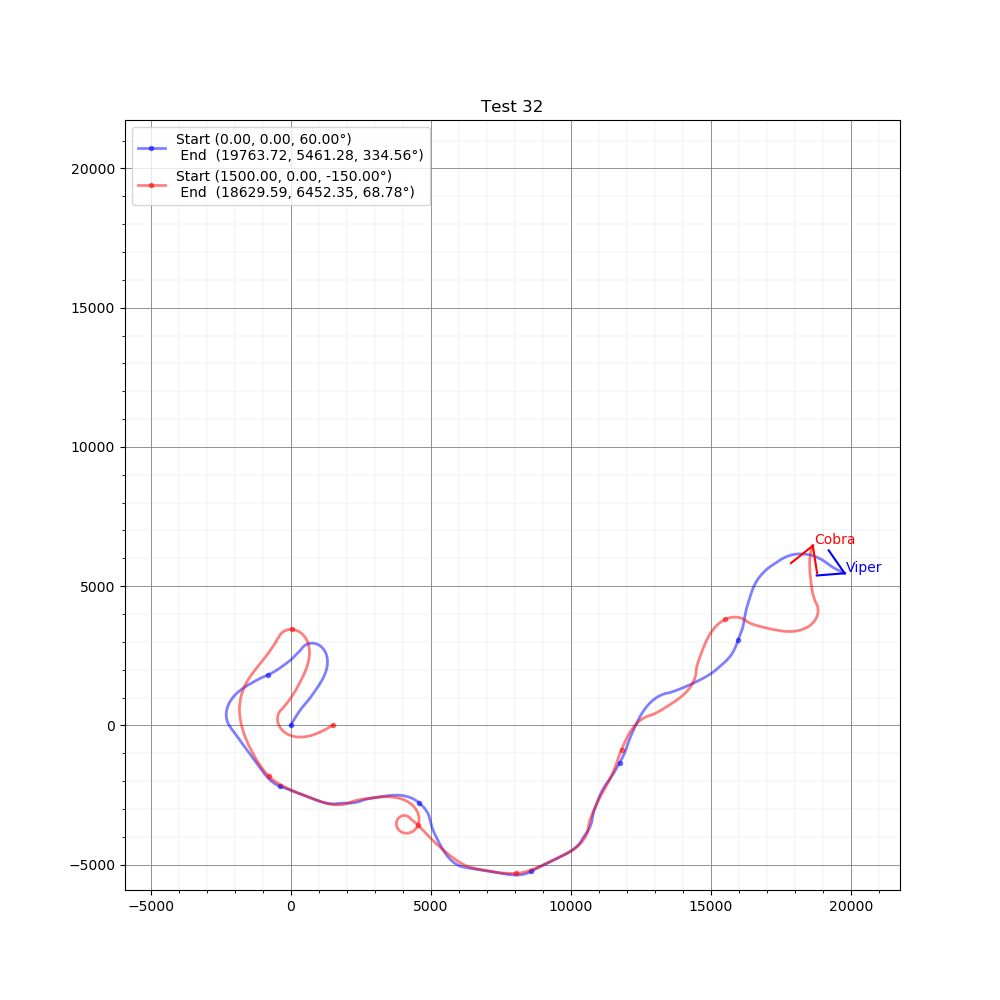 Test 32
Start (0.00, 0.00, 60.00°)
End (19763.72, 5461.28, 334.56°)
Start (1500.00, 0.00, -150.00°)
End (18629.59, 6452.35, 68.78°)
20000
15000
10000
5000
0
−5000
Cobra
Viper
−5000 0 5000 10000 15000 20000